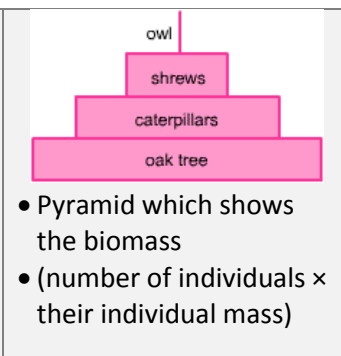 owl
shrews
caterpillars
oak tree
• Pyramid which shows
the biomass
• (number of individuals ×
their individual mass)